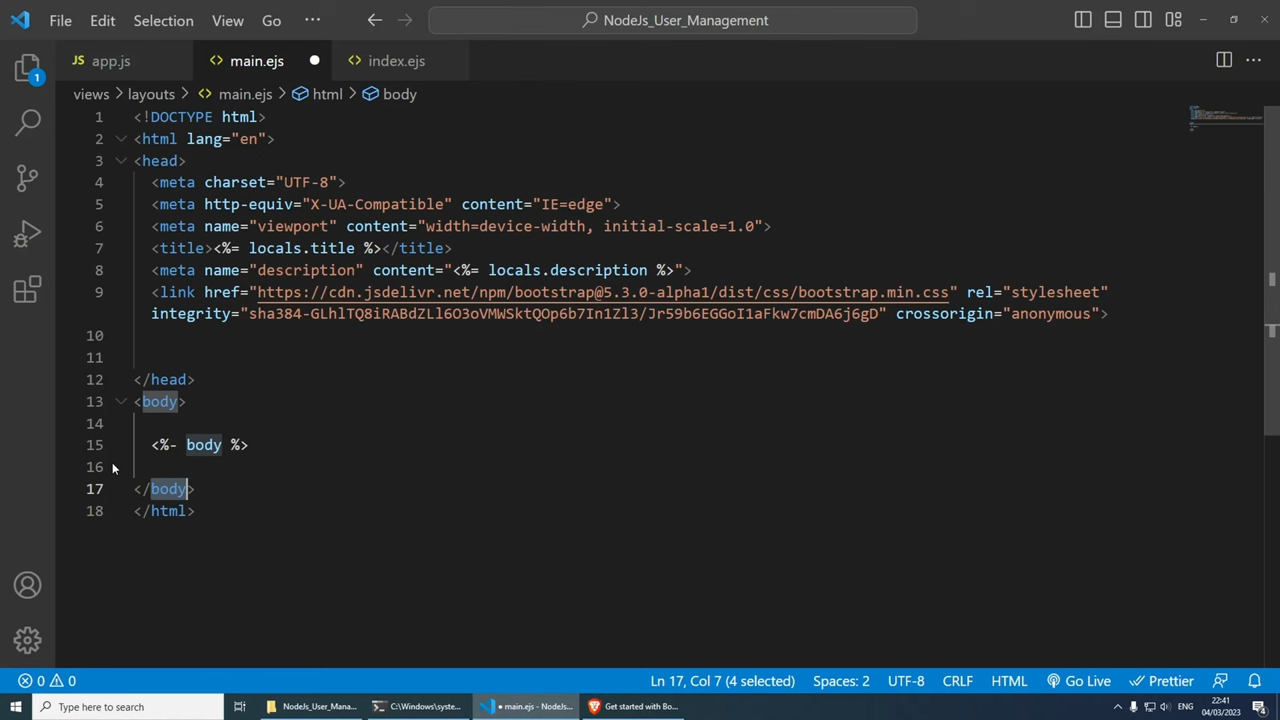 File Edit Selection View Go ··· NodeJs_User_Management
JS app.js <> main.ejs <> index.ejs
views > layouts > <> main.ejs > html > body
1 <!DOCTYPE html>
2 <html lang="en">
3 <head>
4 <meta charset="UTF-8">
5 <meta http-equiv="X-UA-Compatible" content="IE=edge">
6 <meta name="viewport" content="width=device-width, initial-scale=1.0">
7 <title><%= locals.title %></title>
8 <meta name="description" content="<%= locals.description %>">
9 <link href="https://cdn.jsdelivr.net/npm/bootstrap@5.3.0-alpha1/dist/css/bootstrap.min.css" rel="stylesheet"
integrity="sha384-GLhlTQ8iRABdZLl6O3oVMWSktQOp6b7In1Zl3/Jr59b6EGGoI1aFkw7cmDA6j6gD" crossorigin="anonymous">
10
11
12 </head>
13 <body>
14
15 <%- body %>
16
17 </body>
18 </html>
1
0 0 Ln 17, Col 7 (4 selected) Spaces: 2 UTF-8 CRLF HTML Go Live Prettier
Type here to search NodeJs_User_Mana... C:\Windows\syste... ● main.ejs - NodeJs... Get started with Bo... ENG 22:41
04/03/2023 4